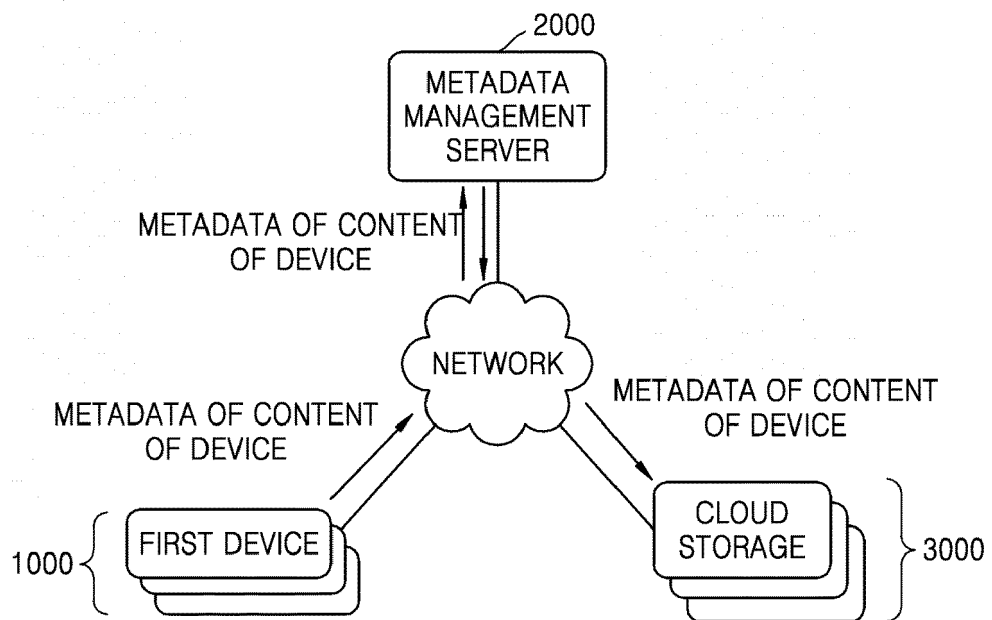 2000
METADATA
MANAGEMENT
SERVER
METADATA OF CONTENT
OF DEVICE
NETWORK
METADATA OF CONTENT
OF DEVICE
METADATA OF CONTENT
OF DEVICE
1000
FIRST DEVICE
CLOUD
STORAGE
3000